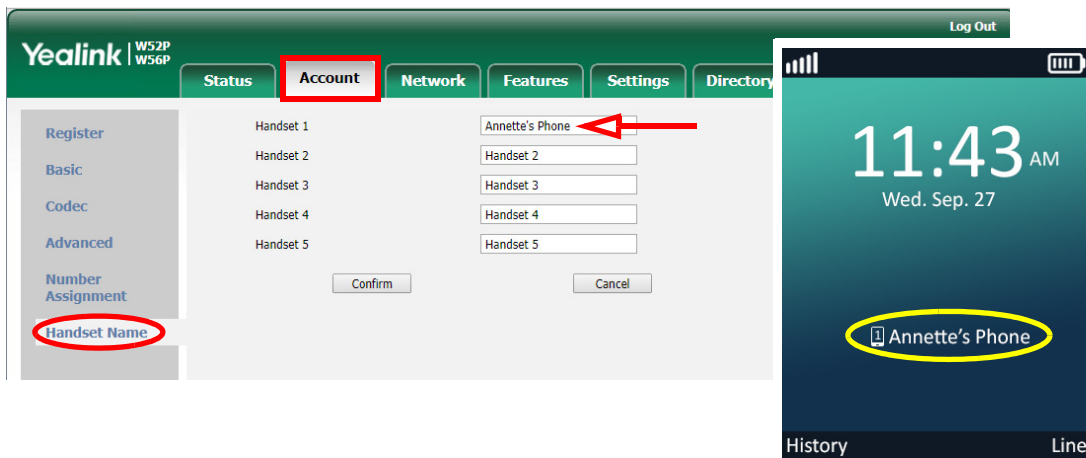 Log Out
Yealink | W52P W56P
Status Account Network Features Settings Directory
Register
Basic
Codec
Advanced
Number
Assignment
Handset Name
Handset 1 Annette's Phone
Handset 2 Handset 2
Handset 3 Handset 3
Handset 4 Handset 4
Handset 5 Handset 5
Confirm Cancel
11:43 AM
Wed. Sep. 27
1 Annette's Phone
History Line